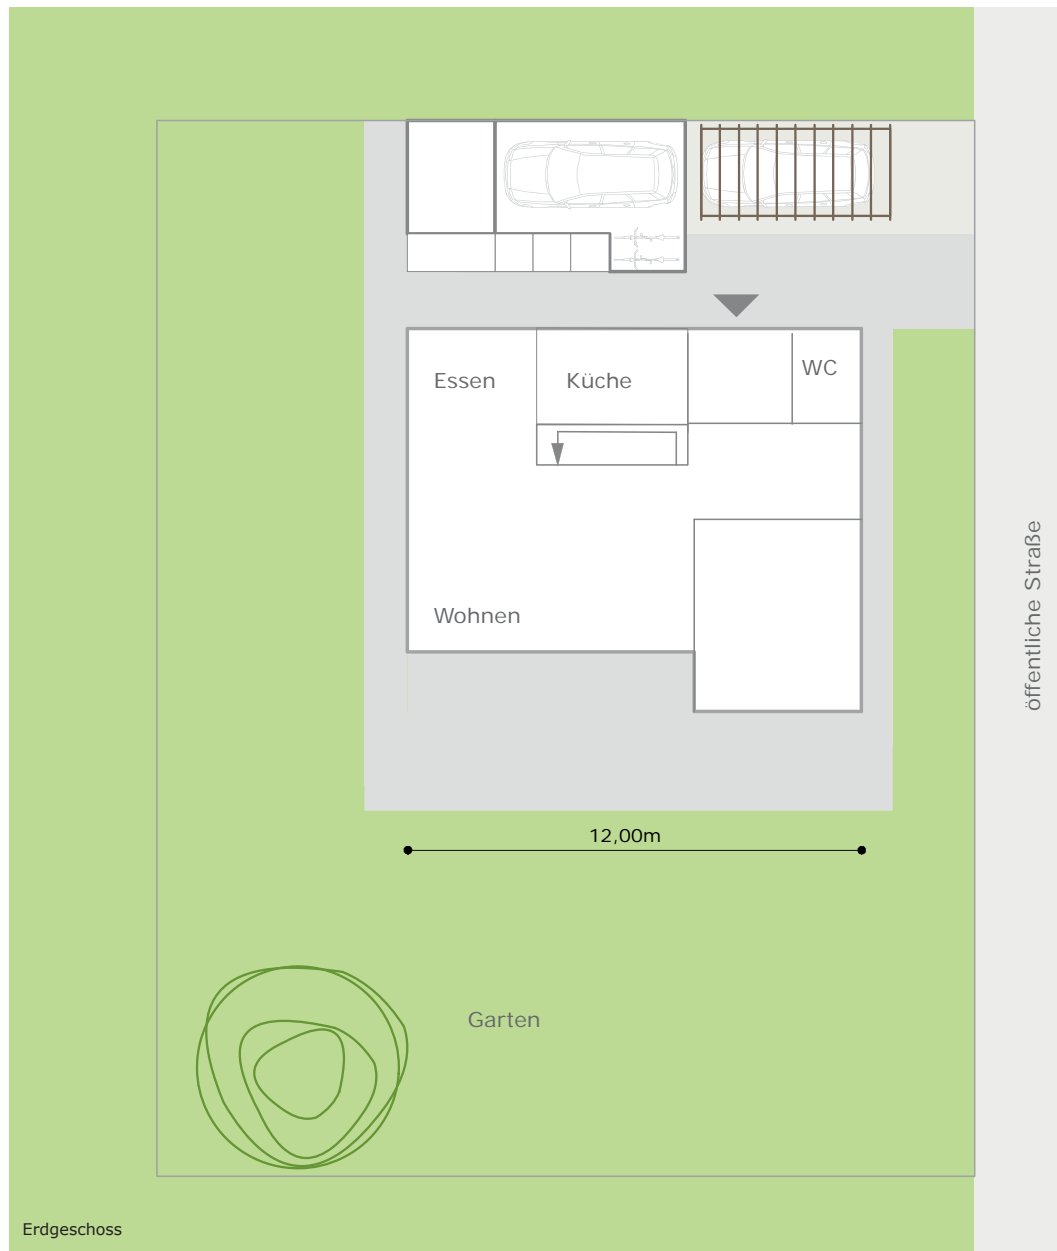 Essen
Küche
WC
Wohnen
öffentliche Straße
12,00m
Garten
Erdgeschoss